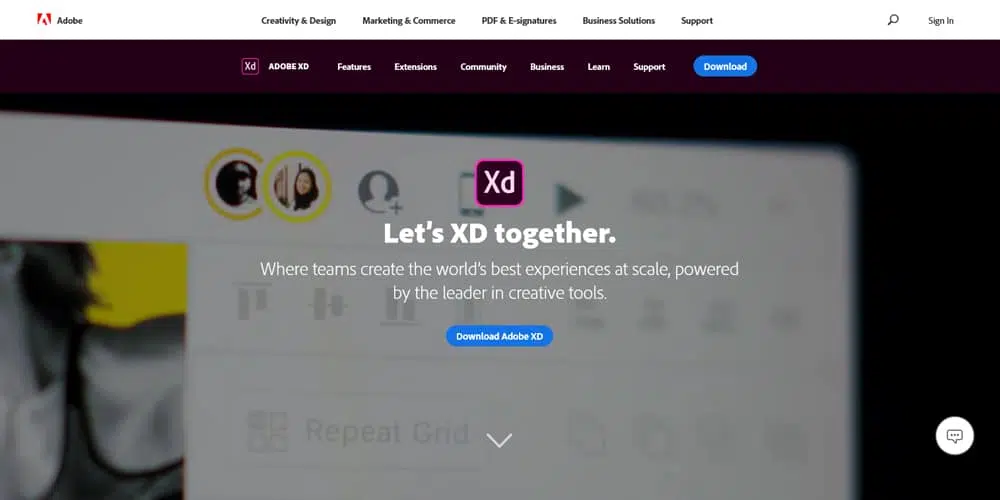 Adobe
Creativity & Design
Marketing & Commerce
PDF & E-signatures
Business Solutions
Support
Sign In
Xd
ADOBE XD
Features
Extensions
Community
Business
Learn
Support
Download
Xd
Let's XD together.
Where teams create the world's best experiences at scale, powered
by the leader in creative tools.
Download Adobe XD
Repeat Grid